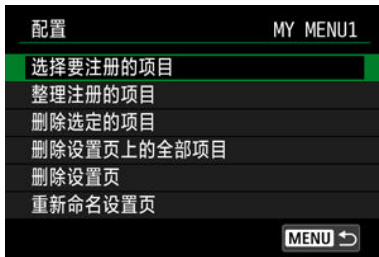 配置 MY MENU1
选择要注册的项目
整理注册的项目
删除选定的项目
删除设置页上的全部项目
删除设置页
重新命名设置页
MENU